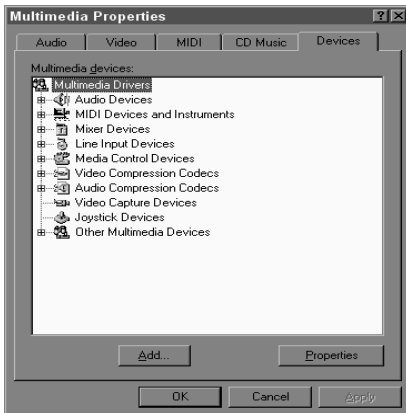 Multimedia Properties
Audio Video MIDI CD Music Devices
Multimedia devices:
Multimedia Drivers
Audio Devices
MIDI Devices and Instruments
Mixer Devices
Line Input Devices
Media Control Devices
Video Compression Codecs
Audio Compression Codecs
Video Capture Devices
Joystick Devices
Other Multimedia Devices
Add... Properties
OK Cancel Apply